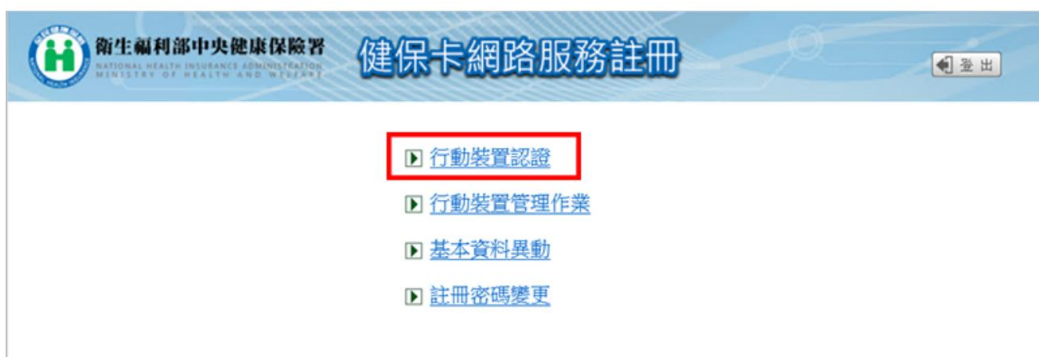 衛生福利部中央健康保險署
NATIONAL HEALTH INSURANCE ADMINISTRATION
MINISTRY OF HEALTH AND WELFARE
健保卡網路服務註冊
登出
行動裝置認證
行動裝置管理作業
基本資料異動
註冊密碼變更